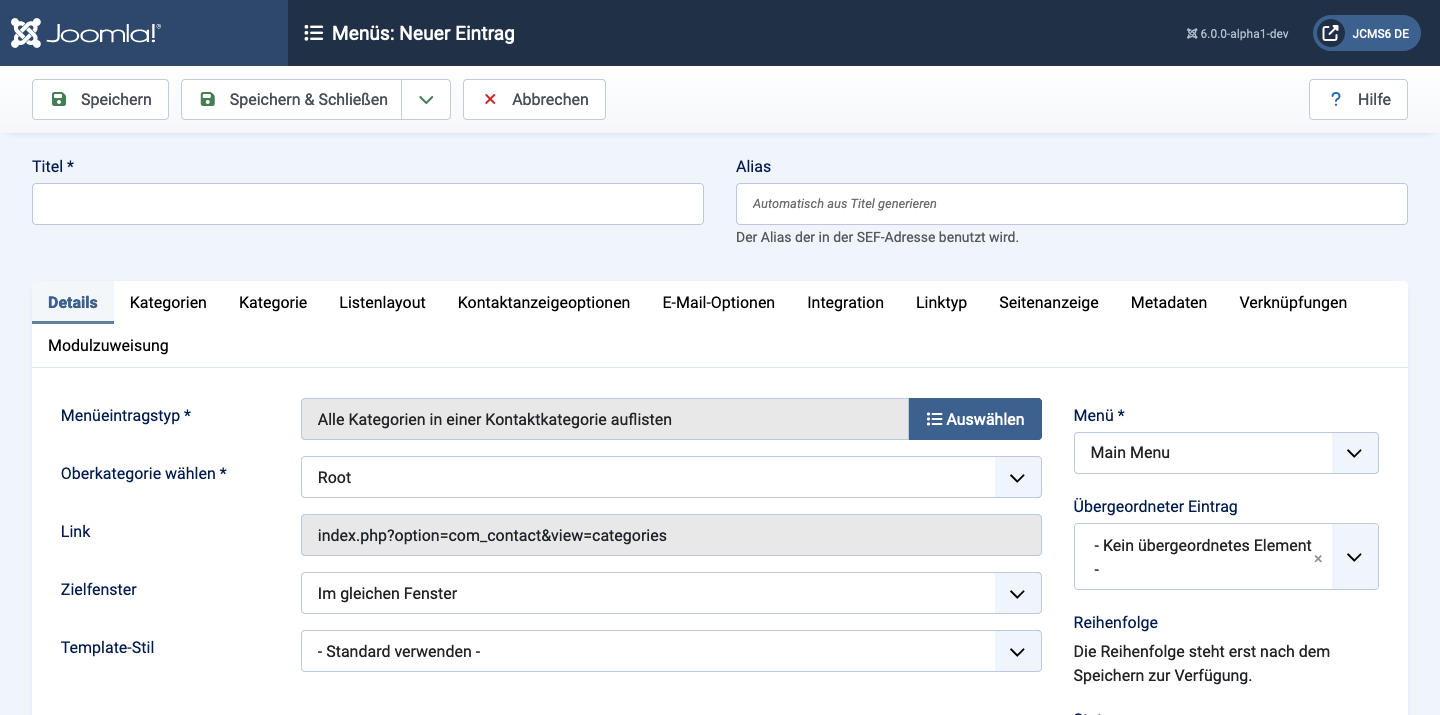 Joomla!®
Menüs: Neuer Eintrag
6.0.0-alpha1-dev
JCMS6 DE
Speichern
Speichern & Schließen
Abbrechen
? Hilfe
Titel *
Alias
Automatisch aus Titel generieren
Der Alias der in der SEF-Adresse benutzt wird.
Details Kategorien Kategorie Listenlayout Kontaktanzeigeoptionen E-Mail-Optionen Integration Linktyp Seitenanzeige Metadaten Verknüpfungen
Modulzuweisung
Menüeintragstyp *
Alle Kategorien in einer Kontaktkategorie auflisten
Auswählen
Oberkategorie wählen *
Root
Link
index.php?option=com_contact&view=categories
Zielfenster
Im gleichen Fenster
Template-Stil
- Standard verwenden -
Menü *
Main Menu
Übergeordneter Eintrag
- Kein übergeordnetes Element
-
×
Reihenfolge
Die Reihenfolge steht erst nach dem
Speichern zur Verfügung.